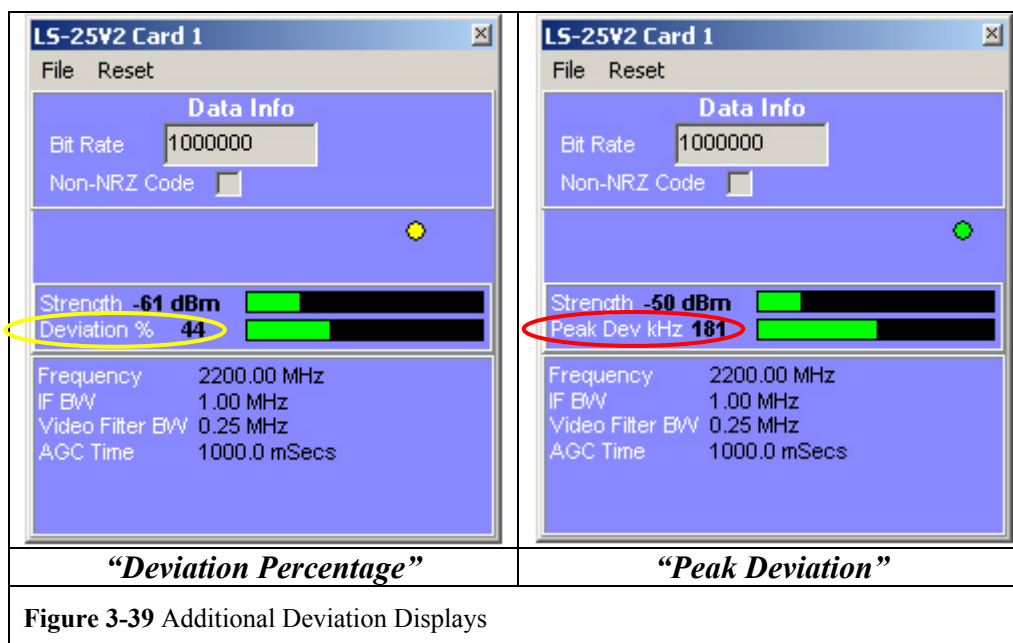 LS-25V2 Card 1
File Reset
Data Info
Bit Rate 1000000
Non-NRZ Code
Strength -61 dBm
Deviation % 44
Frequency 2200.00 MHz
IF BW 1.00 MHz
Video Filter BW 0.25 MHz
AGC Time 1000.0 mSecs
"Deviation Percentage"
LS-25V2 Card 1
File Reset
Data Info
Bit Rate 1000000
Non-NRZ Code
Strength -50 dBm
Peak Dev kHz 181
Frequency 2200.00 MHz
IF BW 1.00 MHz
Video Filter BW 0.25 MHz
AGC Time 1000.0 mSecs
"Peak Deviation"
Figure 3-39 Additional Deviation Displays